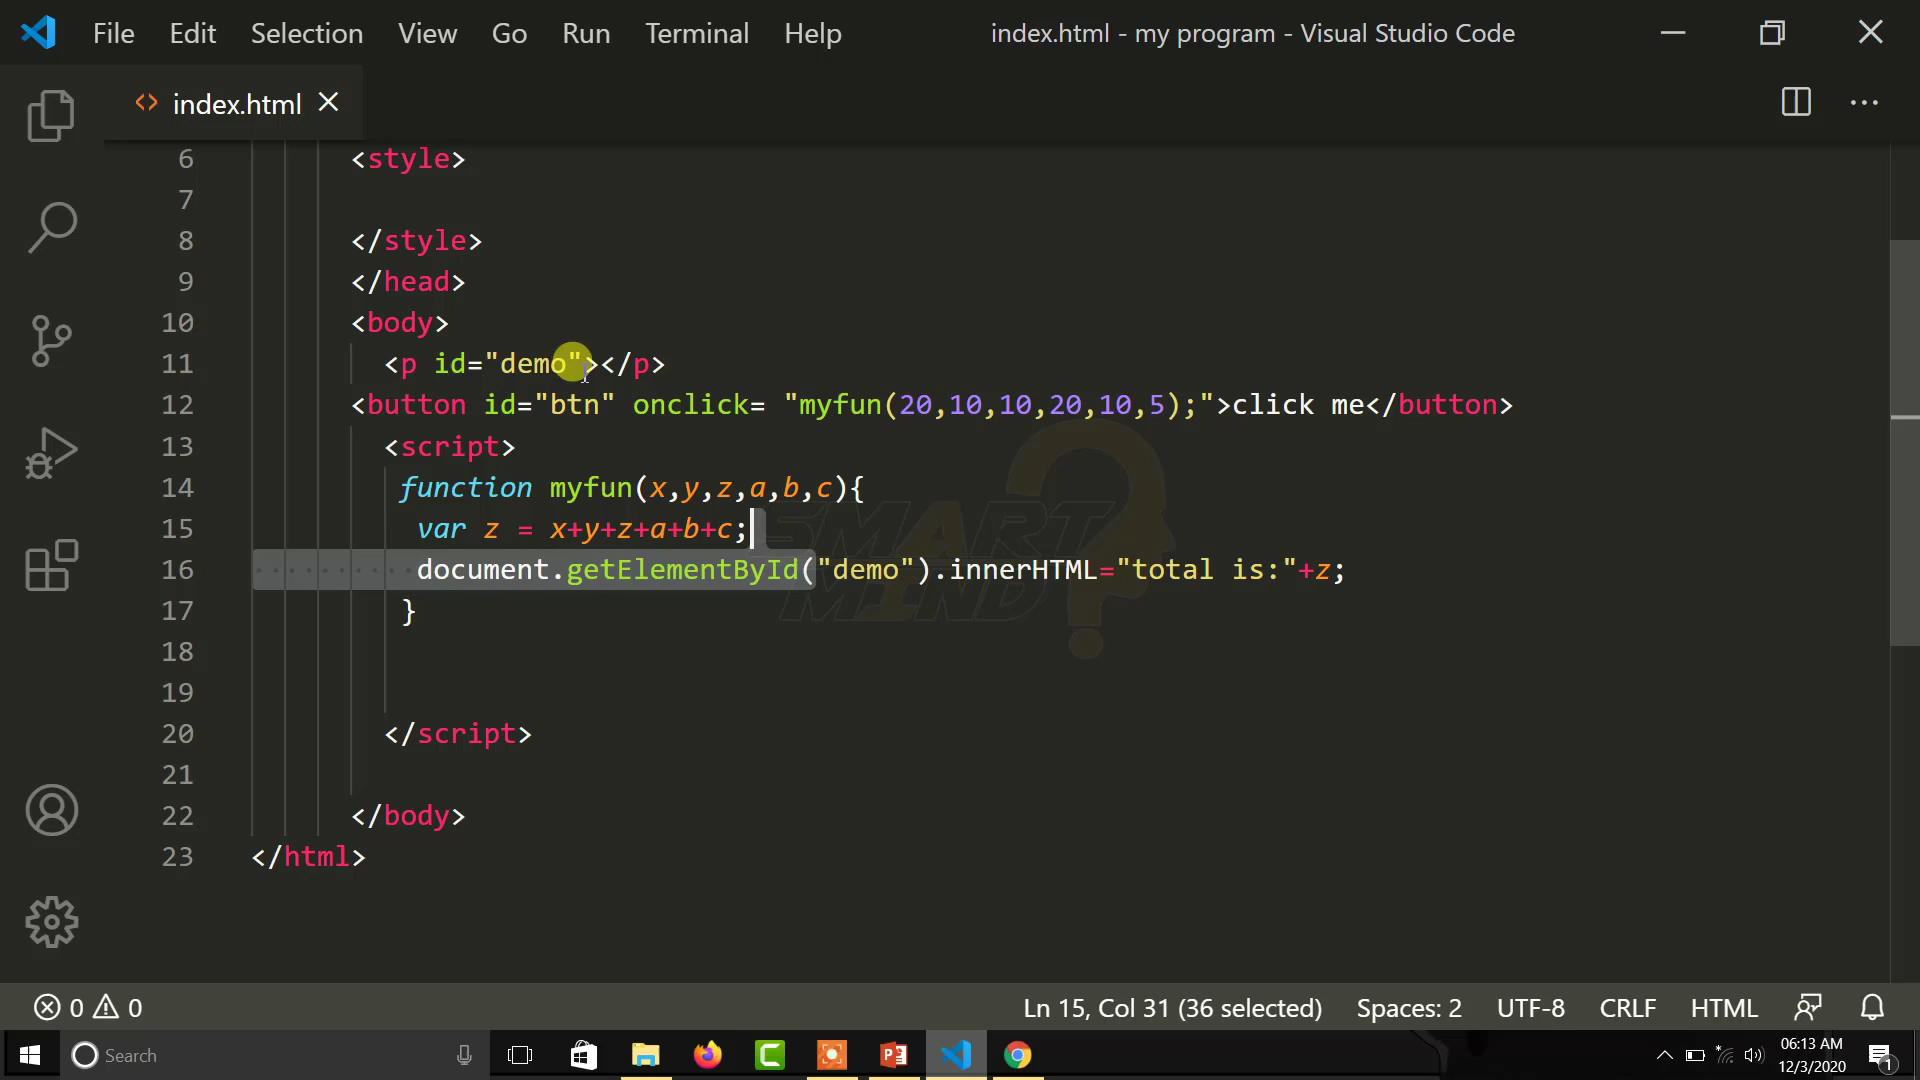 File Edit Selection View Go Run Terminal Help index.html - my program - Visual Studio Code
index.html
6 <style>
7
8 </style>
9 </head>
10 <body>
11 <p id="demo"></p>
12 <button id="btn" onclick= "myfun(20,10,10,20,10,5);">click me</button>
13 <script>
14 function myfun(x,y,z,a,b,c){
15 var z = x+y+z+a+b+c;
16 document.getElementById("demo").innerHTML="total is:"+z;
17 }
18
19
20 </script>
21
22 </body>
23 </html>
SMART
MIND
0 0 Ln 15, Col 31 (36 selected) Spaces: 2 UTF-8 CRLF HTML
Search
06:13 AM
12/3/2020
1